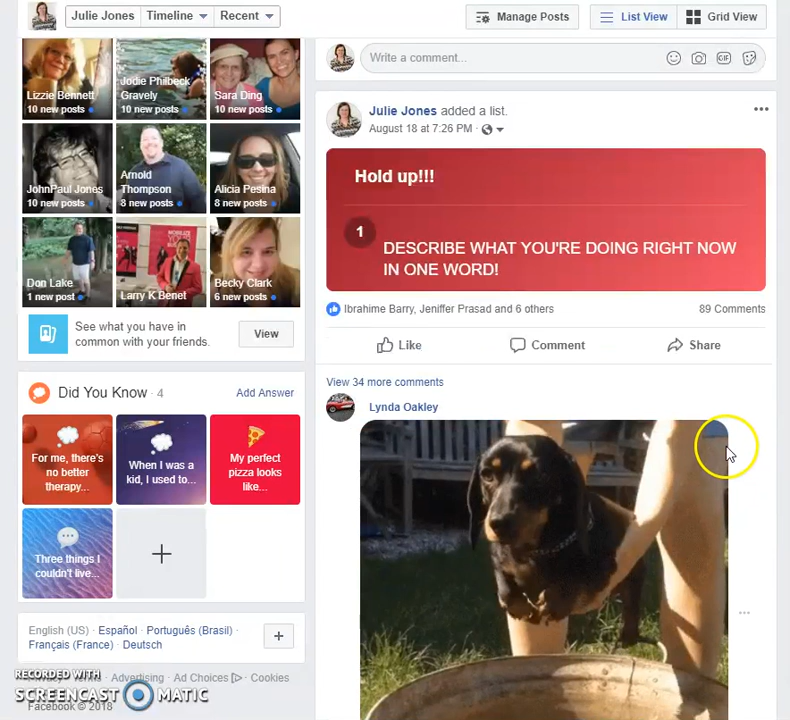 Julie Jones
Timeline
Recent
Manage Posts
List View
Grid View
Lizzie Bennett
10 new posts
Jodie Philbeck
Gravely
10 new posts
Sara Ding
10 new posts
JohnPaul Jones
10 new posts
Arnold
Thompson
8 new posts
Alicia Pesina
8 new posts
Don Lake
1 new post
Larry K Benet
Becky Clark
6 new posts
See what you have in
common with your friends.
View
Did You Know · 4
Add Answer
For me, there's
no better
therapy...
When I was a
kid, I used to...
My perfect
pizza looks
like...
Three things I
couldn't live...
English (US) · Español · Português (Brasil) ·
Français (France) · Deutsch
Privacy · Terms · Advertising · Ad Choices · Cookies
Facebook © 2018
RECORDED WITH
SCREENCAST MATIC
Write a comment...
GIF
Julie Jones added a list.
August 18 at 7:26 PM ·
Hold up!!!
1
DESCRIBE WHAT YOU'RE DOING RIGHT NOW
IN ONE WORD!
Ibrahime Barry, Jeniffer Prasad and 6 others
89 Comments
Like
Comment
Share
View 34 more comments
Lynda Oakley